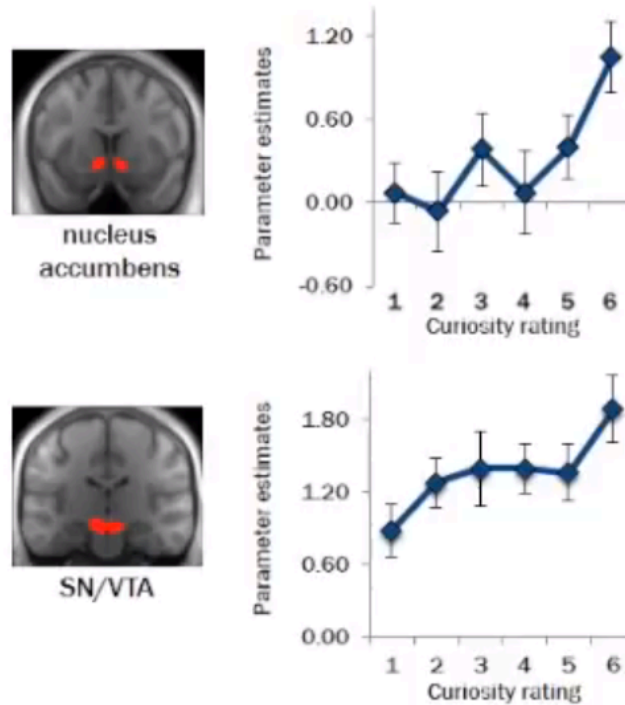 nucleus
accumbens
Parameter estimates
1.20
0.60
0.00
-0.60
1 2 3 4 5 6
Curiosity rating
SN/VTA
Parameter estimates
1.80
1.20
0.60
0.00
1 2 3 4 5 6
Curiosity rating